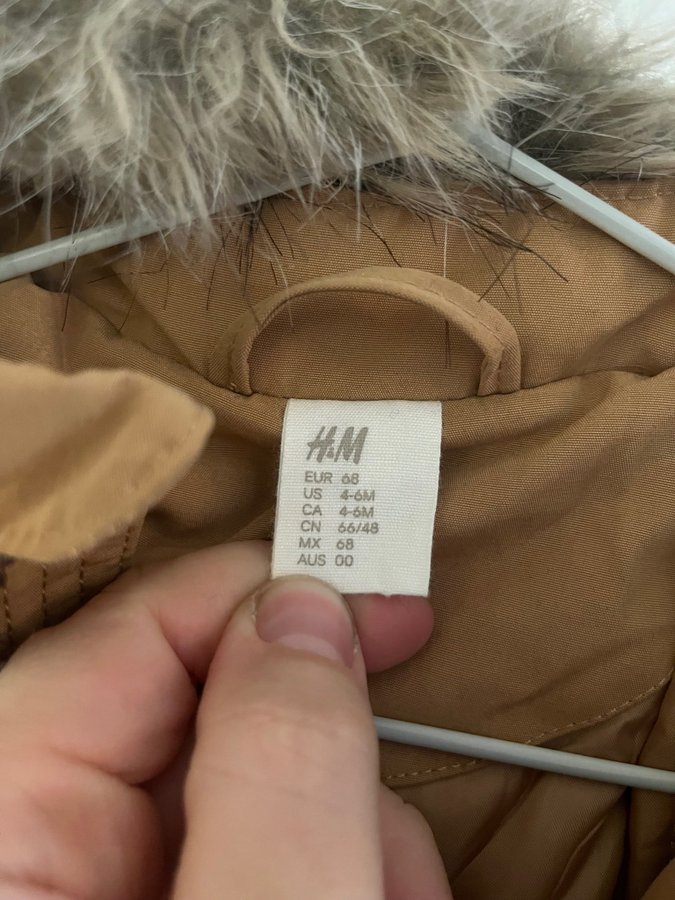 H&M
EUR 68
US 4-6M
CA 4-6M
CN 66/48
MX 68
AUS 00